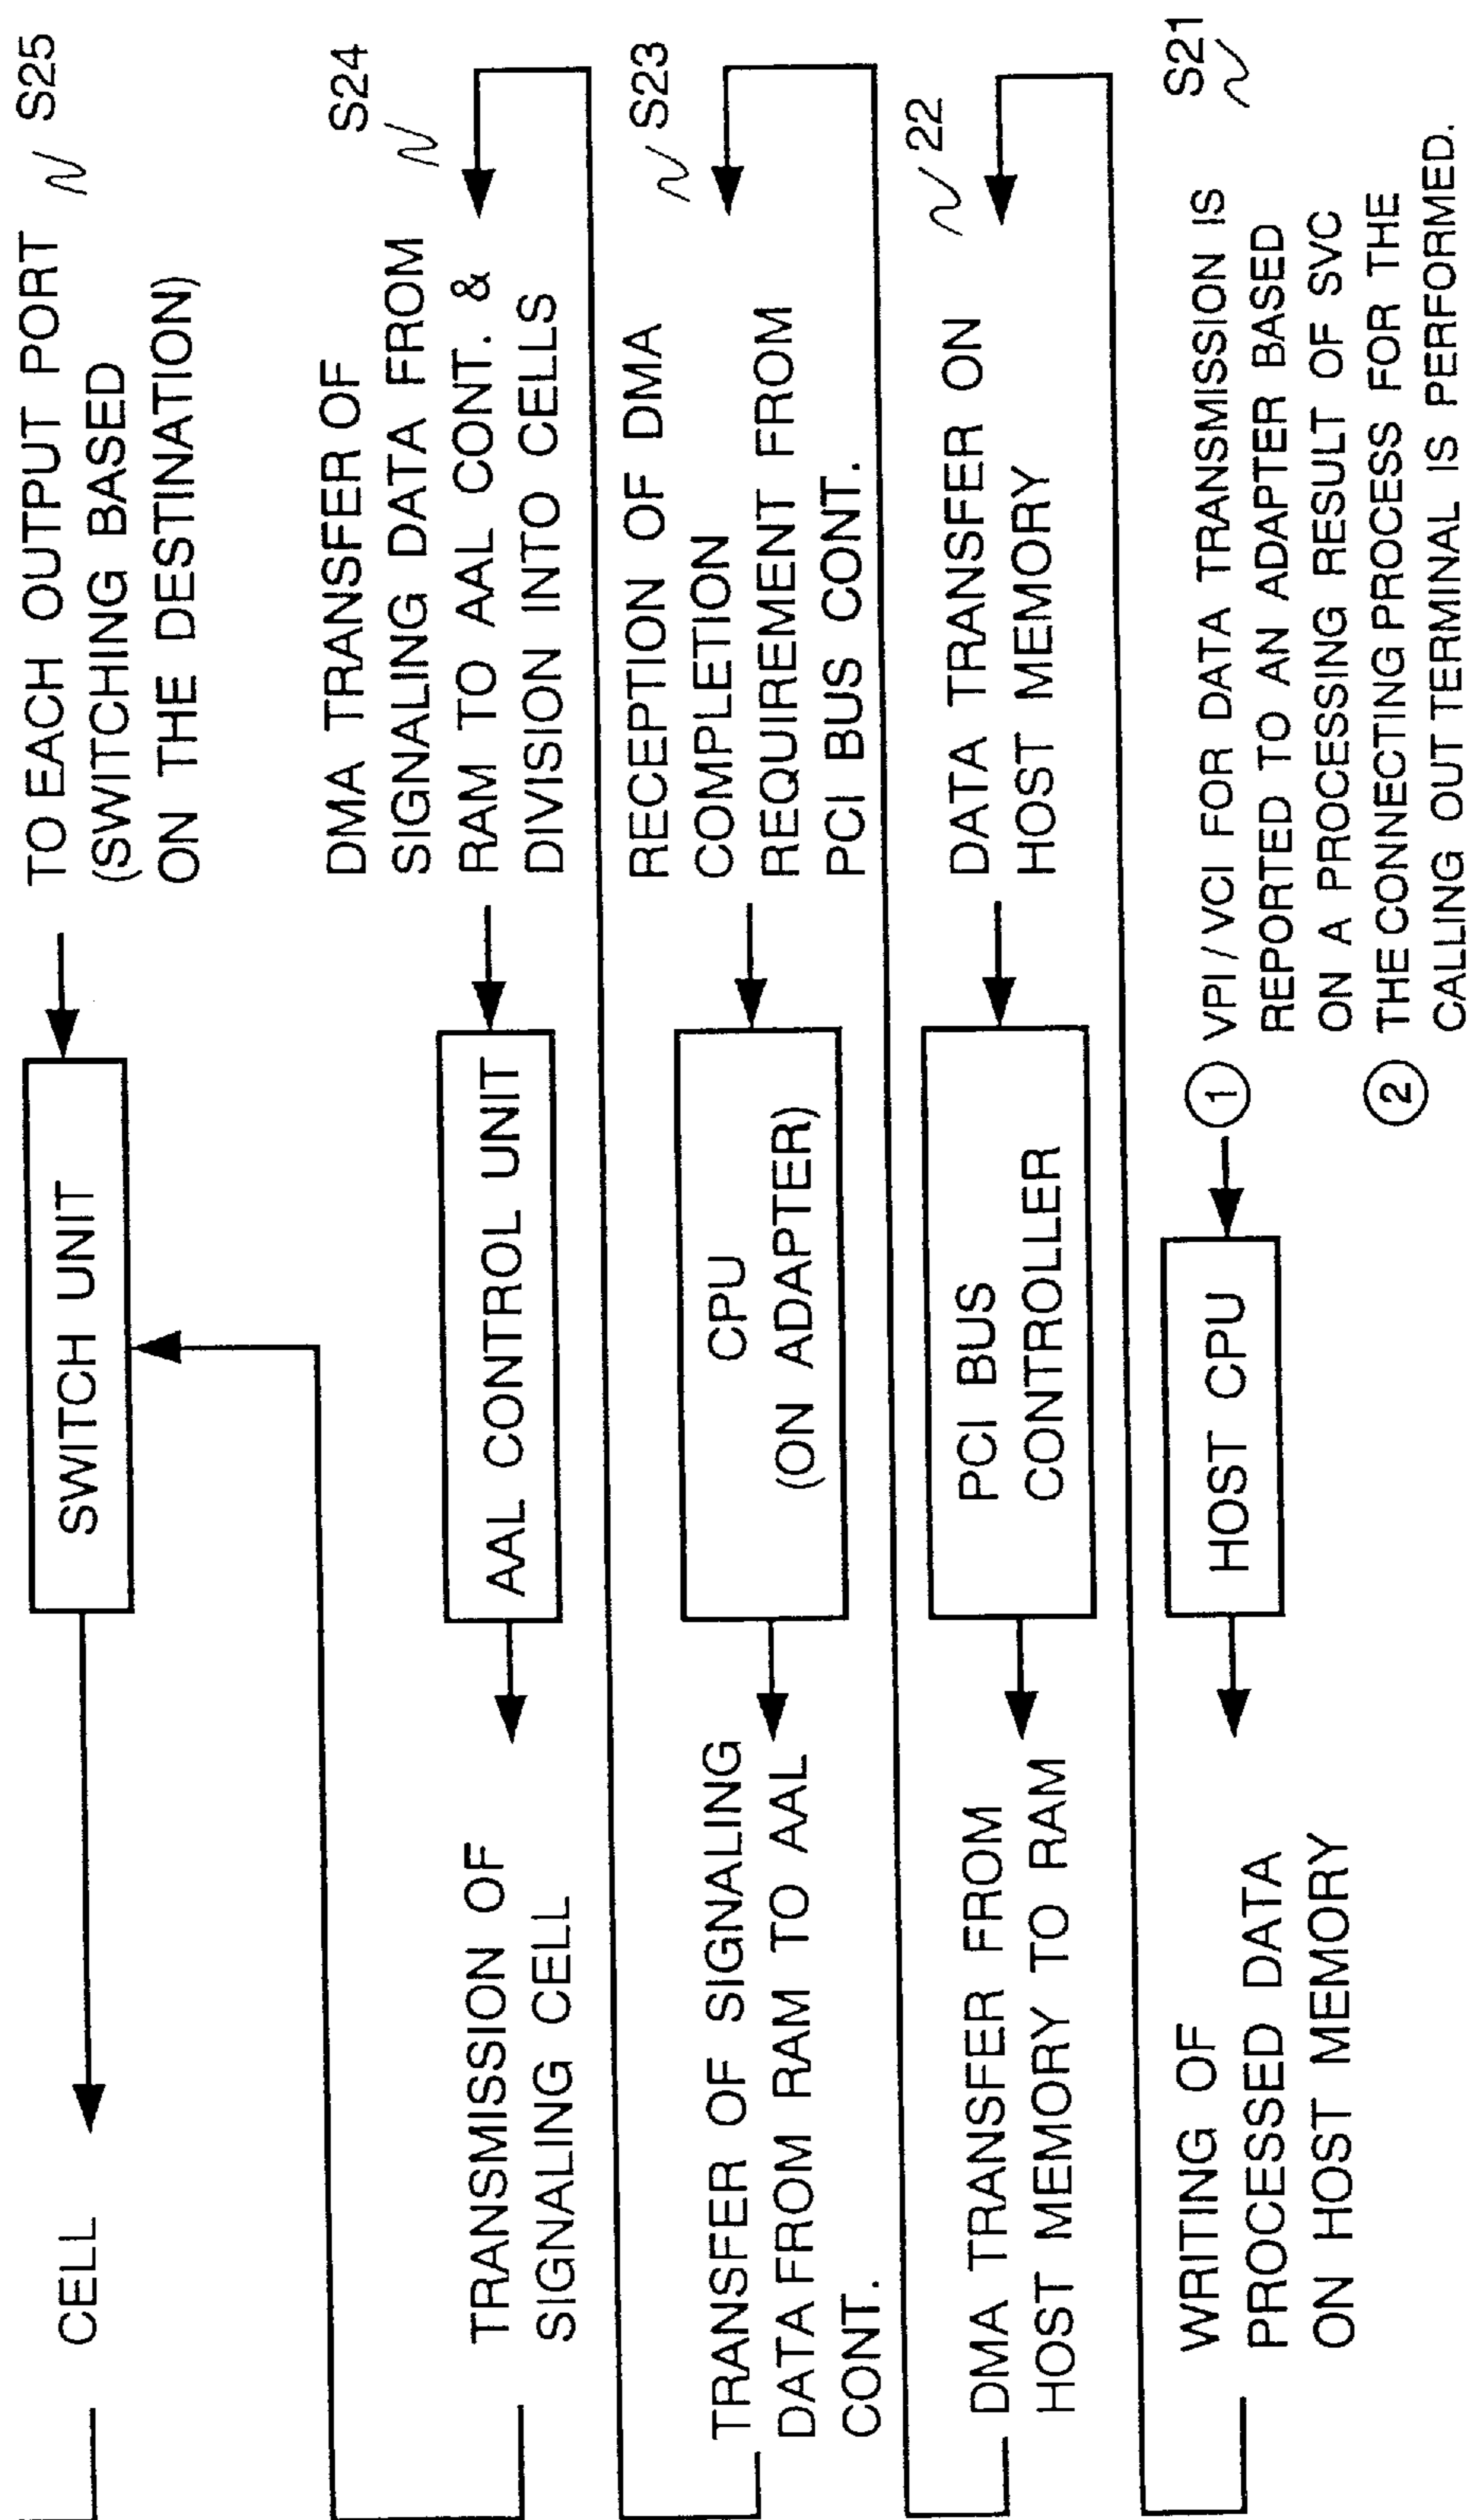 CELL
SWITCH UNIT
TO EACH OUTPUT PORT
(SWITCHING BASED
ON THE DESTINATION)
S25
TRANSMISSION OF
SIGNALING CELL
AAL CONTROL UNIT
DMA TRANSFER OF
SIGNALING DATA FROM
RAM TO AAL CONT. &
DIVISION INTO CELLS
S24
TRANSFER OF SIGNALING
DATA FROM RAM TO AAL
CONT.
CPU
(ON ADAPTER)
RECEPTION OF DMA
COMPLETION
REQUIREMENT FROM
PCI BUS CONT.
S23
DMA TRANSFER FROM
HOST MEMORY TO RAM
PCI BUS
CONTROLLER
DATA TRANSFER ON
HOST MEMORY
22
WRITING OF
PROCESSED DATA
ON HOST MEMORY
HOST CPU
① VPI / VCI FOR DATA TRANSMISSION IS
REPORTED TO AN ADAPTER BASED
ON A PROCESSING RESULT OF SVC
② THE CONNECTING PROCESS FOR THE
CALLING OUT TERMINAL IS PERFORMED.
S21